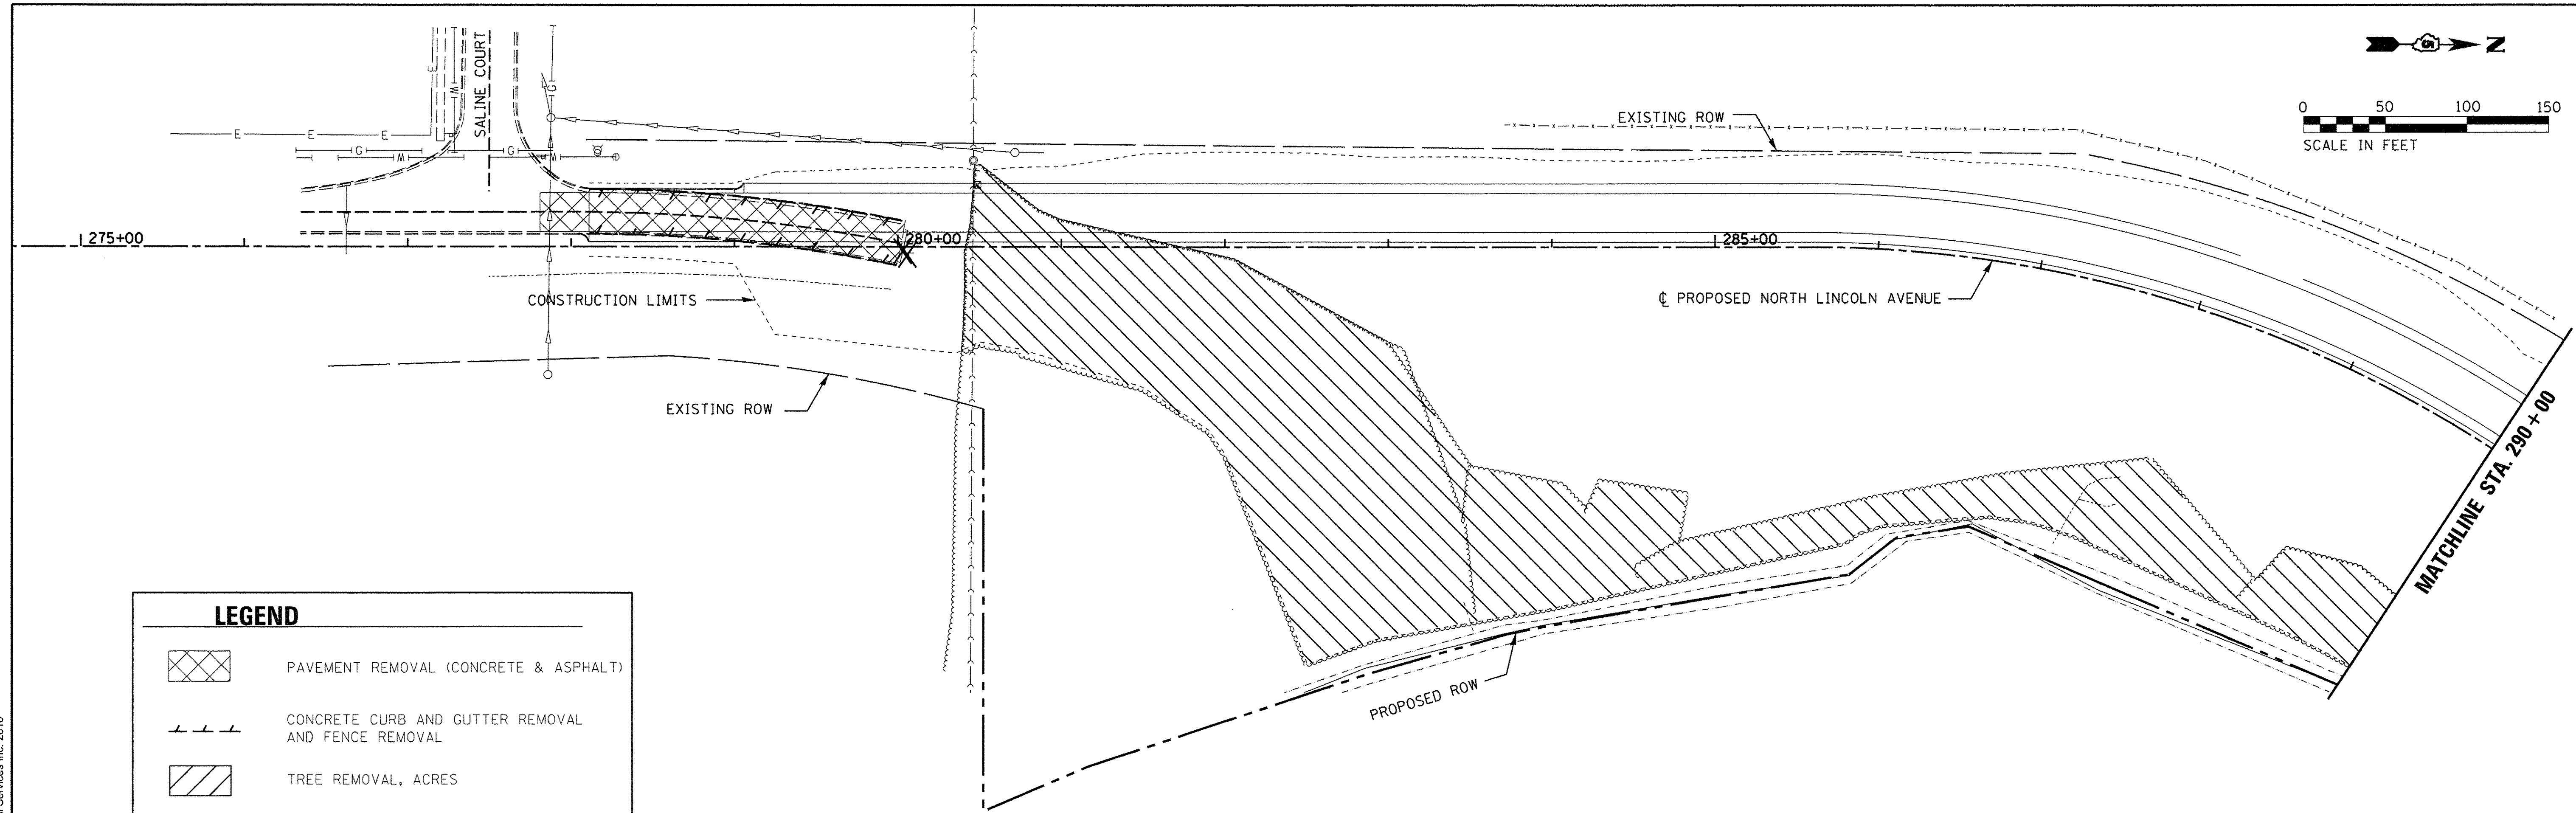 SALINE COURT
N
0 50 100 150
SCALE IN FEET
EXISTING ROW
E
W
G
E E E
G G
W W
275+00
280+00
285+00
CONSTRUCTION LIMITS
℄ PROPOSED NORTH LINCOLN AVENUE
EXISTING ROW
MATCHLINE STA. 290+00
PROPOSED ROW
LEGEND
PAVEMENT REMOVAL (CONCRETE & ASPHALT)
CONCRETE CURB AND GUTTER REMOVAL
AND FENCE REMOVAL
TREE REMOVAL, ACRES